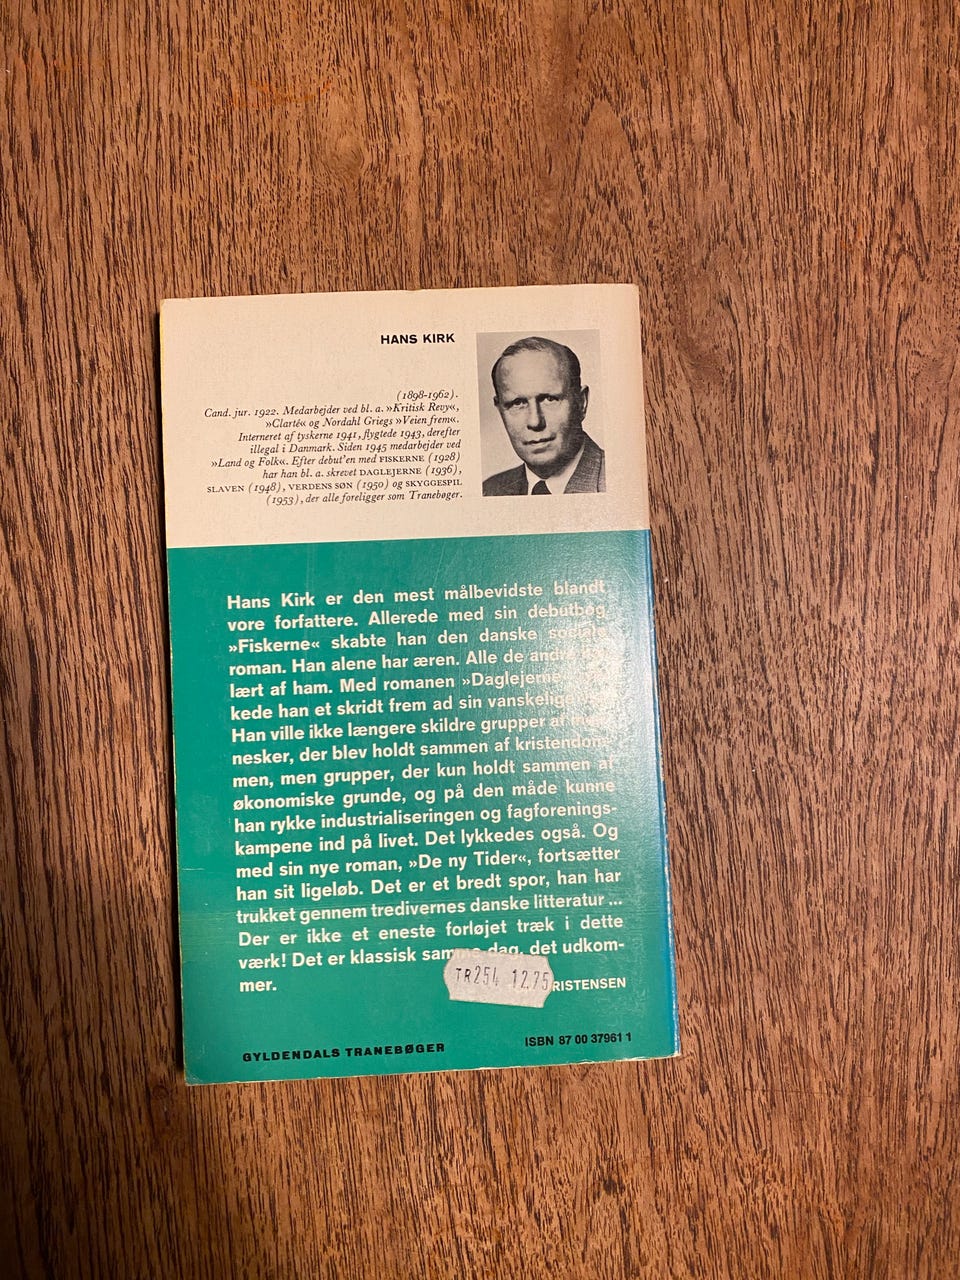 HANS KIRK
(1898-1962).
Cand. jur. 1922. Medarbejder ved bl. a. »Kritisk Revy«,
»Clarté« og Nordahl Griegs »Veien frem«.
Interneret af tyskerne 1941, flygtede 1943, derefter
illegal i Danmark. Siden 1945 medarbejder ved
»Land og Folk«. Efter debut'en med FISKERNE (1928)
har han bl. a. skrevet DAGLEJERNE (1936),
SLAVEN (1948), VERDENS SØN (1950) og SKYGGESPIL
(1953), der alle foreligger som Tranebøger.
Hans Kirk er den mest målbevidste blandt
vore forfattere. Allerede med sin debutbog
»Fiskerne« skabte han den danske sociale
roman. Han alene har æren. Alle de andre
lært af ham. Med romanen »Daglejerne
kede han et skridt frem ad sin vanskelige
Han ville ikke længere skildre grupper af men-
nesker, der blev holdt sammen af kristendom-
men, men grupper, der kun holdt sammen af
økonomiske grunde, og på den måde kunne
han rykke industrialiseringen og fagforenings-
kampene ind på livet. Det lykkedes også. Og
med sin nye roman, »De ny Tider«, fortsætter
han sit ligeløb. Det er et bredt spor, han har
trukket gennem tredivernes danske litteratur ...
Der er ikke et eneste forløjet træk i dette
værk! Det er klassisk samme dag, det udkom-
mer.
TR254 12.75
RISTENSEN
GYLDENDALS TRANEBØGER
ISBN 87 00 37961 1